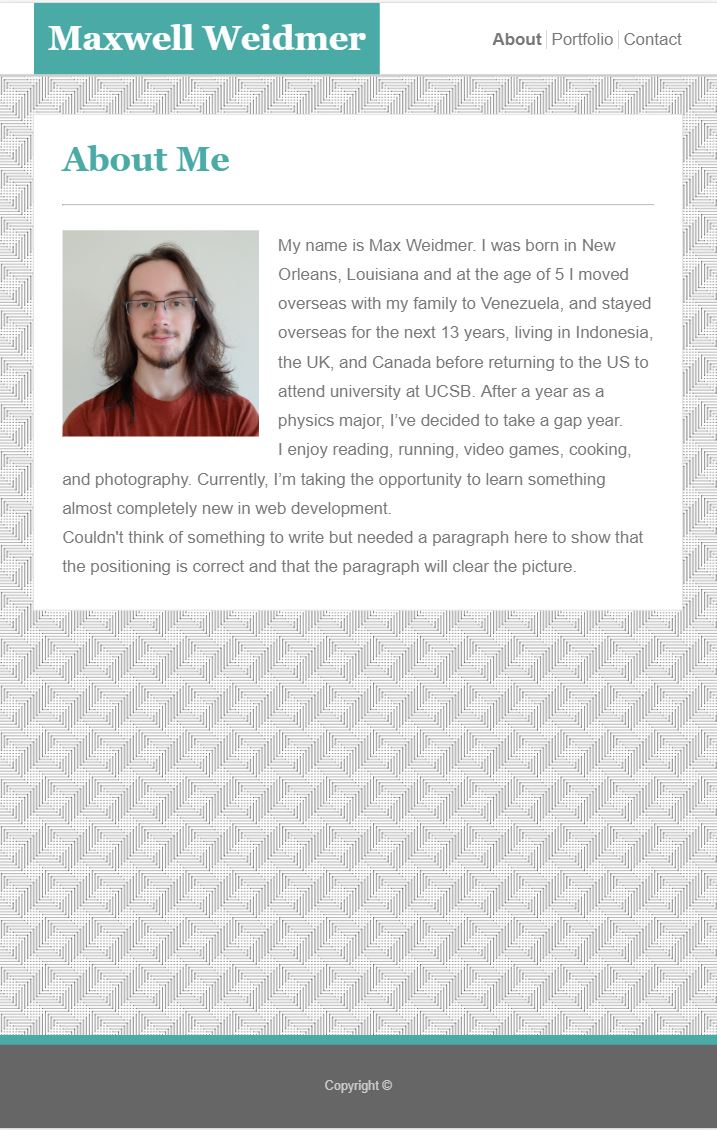 Maxwell Weidmer
About Portfolio Contact
About Me
My name is Max Weidmer. I was born in New
Orleans, Louisiana and at the age of 5 I moved
overseas with my family to Venezuela, and stayed
overseas for the next 13 years, living in Indonesia,
the UK, and Canada before returning to the US to
attend university at UCSB. After a year as a
physics major, I’ve decided to take a gap year.
I enjoy reading, running, video games, cooking,
and photography. Currently, I’m taking the opportunity to learn something
almost completely new in web development.
Couldn't think of something to write but needed a paragraph here to show that
the positioning is correct and that the paragraph will clear the picture.
Copyright ©